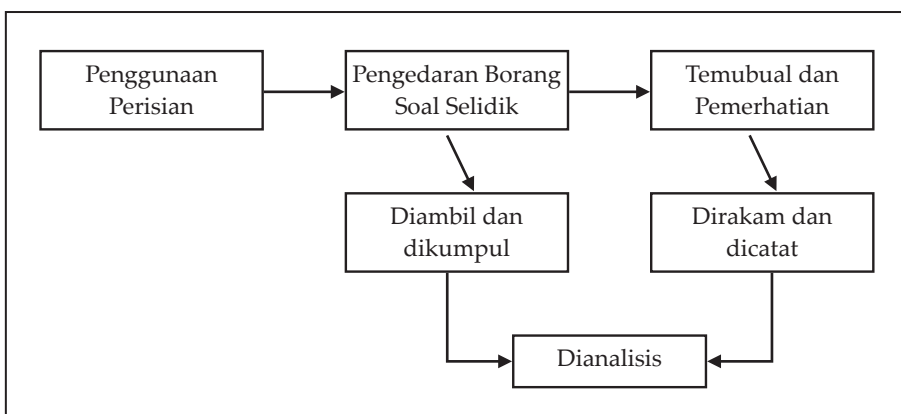 Penggunaan
Perisian
Pengedaran Borang
Soal Selidik
Temubual dan
Pemerhatian
Diambil dan
dikumpul
Dirakam dan
dicatat
Dianalisis